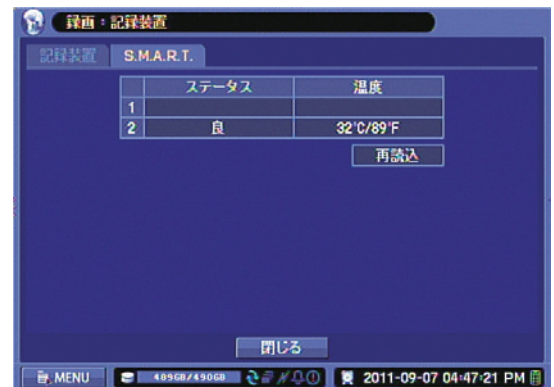 録画：記録装置
記録装置 S.M.A.R.T.
ステータス 温度
1
2 良 32°C/89°F
再読込
閉じる
MENU 489GB/490GB 2011-09-07 04:47:21 PM